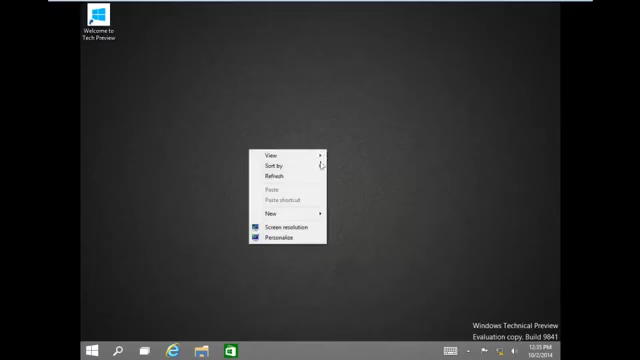 Welcome to
Tech Preview
View
Sort by
Refresh
Paste
Paste shortcut
New
Screen resolution
Personalize
Windows Technical Preview
Evaluation copy. Build 9841
12:35 PM
10/2/2014